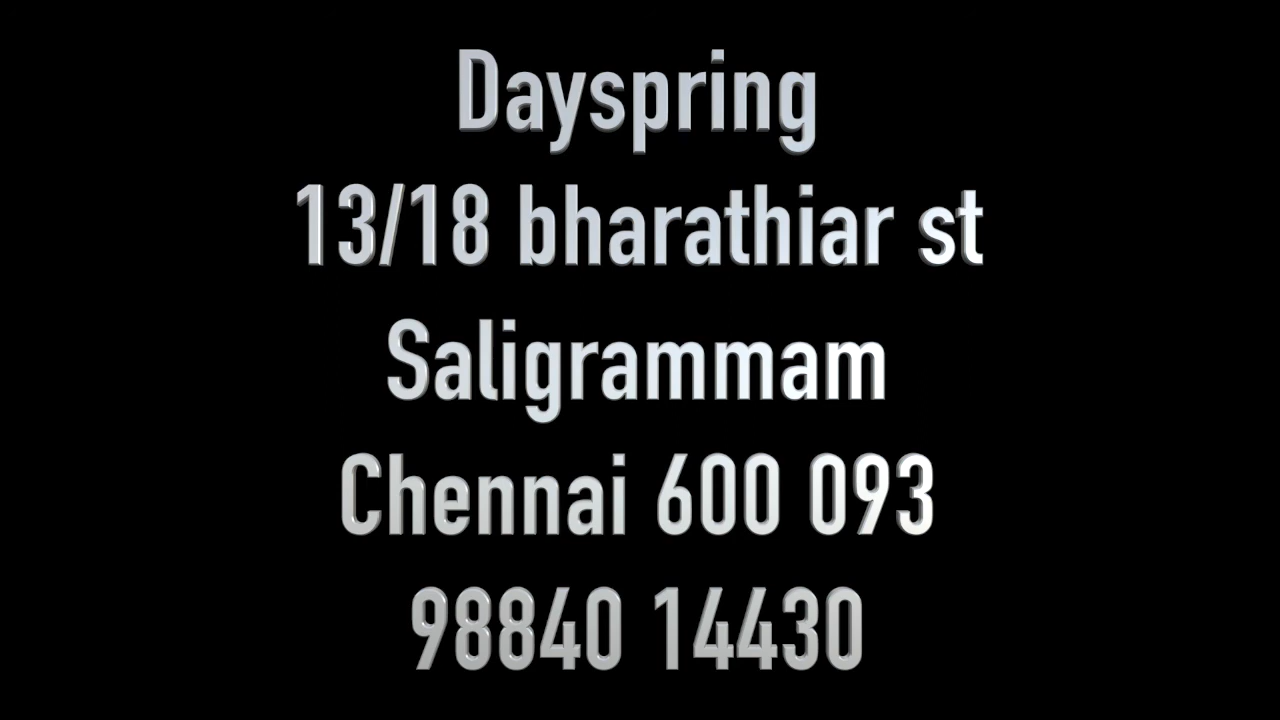 Dayspring
13/18 bharathiar st
Saligrammam
Chennai 600 093
98840 14430